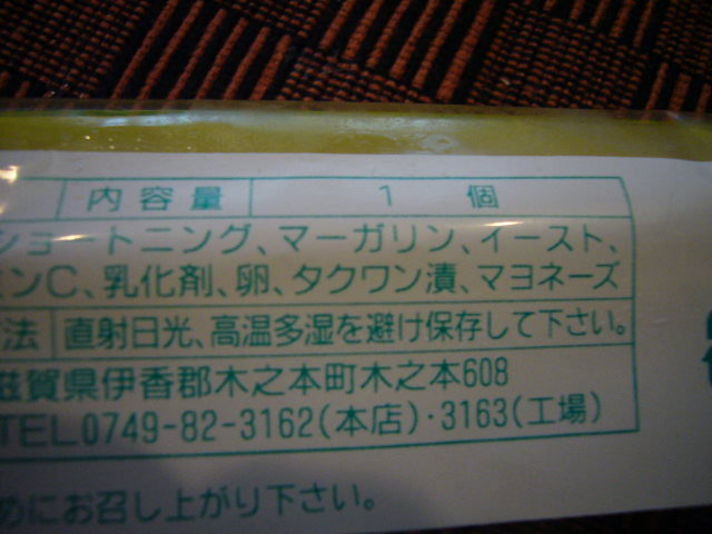 内容量 1個
ショートニング、マーガリン、イースト、
ンC、乳化剤、卵、タクワン漬、マヨネーズ
法 直射日光、高温多湿を避け保存して下さい。
滋賀県伊香郡木之本町木之本608
TEL0749-82-3162(本店)・3163(工場)
めにお召し上がり下さい。